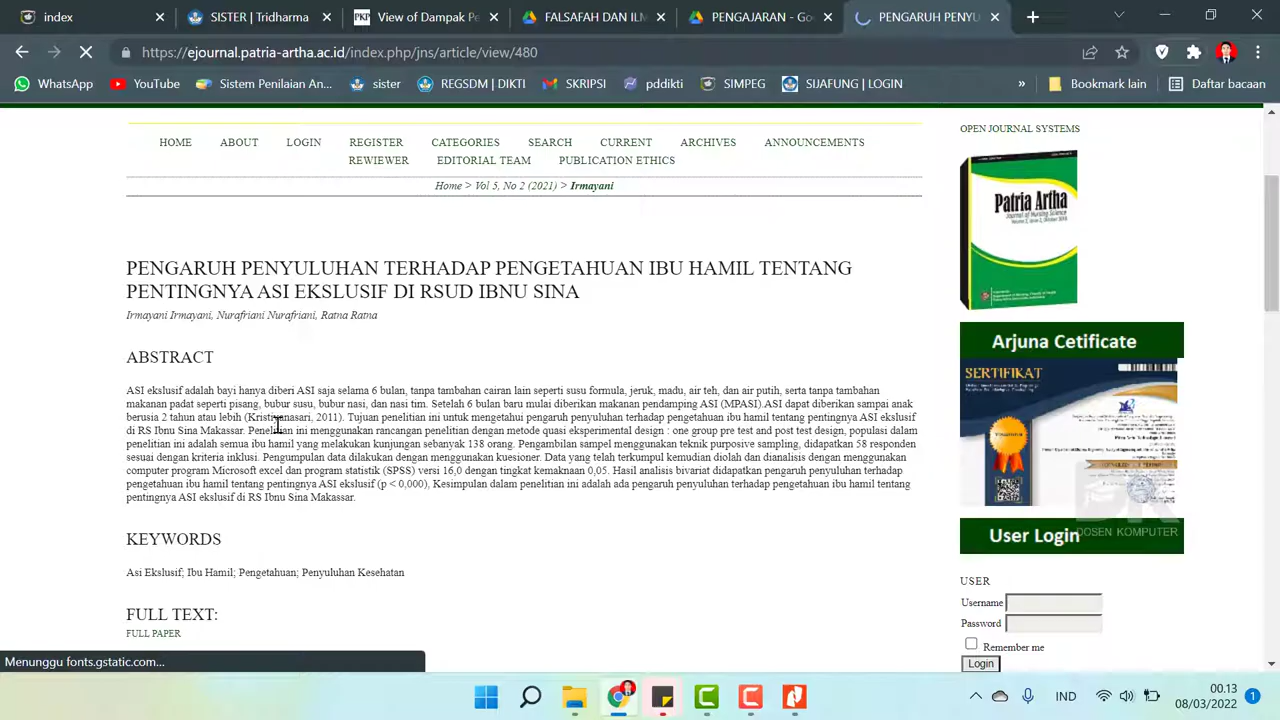 SISTER | Tridharma
View of Dampak Pe
FALSAFAH DAN ILN
PENGAJARAN - Go
PENGARUH PENYU
https://ejournal.patria-artha.ac.id/index.php/jns/article/view/480
WhatsApp
YouTube
Sistem Penilaian An...
sister
REGSDM | DIKTI
SKRIPSI
pddikti
SIMPEG
SIJAFUNG | LOGIN
»
Bookmark lain
Daftar bacaan
HOME ABOUT LOGIN REGISTER CATEGORIES SEARCH CURRENT ARCHIVES ANNOUNCEMENTS
REVIEWER EDITORIAL TEAM PUBLICATION ETHICS
Home > Vol 5, No 2 (2021) > Irmayani
PENGARUH PENYULUHAN TERHADAP PENGETAHUAN IBU HAMIL TENTANG
PENTINGNYA ASI EKSLUSIF DI RSUD IBNU SINA
Irmayani Irmayani, Nurafriani Nurafriani, Ratna Ratna
ABSTRACT
ASI ekslusif adalah bayi hanya diberi ASI saja selama 6 bulan, tanpa tambahan cairan lain seperti susu formula, jeruk, madu, air teh, dan air putih, serta tanpa tambahan
makanan padat seperti pisang, bubur susu, bubur nasi, dan nasi tim. Setelah 6 bulan baru mulai diberikan makanan pendamping ASI (MPASI) dapat diberikan sampai anak
berusia 2 tahun atau lebih (Kristiyanasari, 2011). Tujuan penelitian ini untuk mengetahui pengaruh penyuluhan terhadap pengetahuan ibu hamil tentang pentingnya ASI ekslusif
di RS Ibnu Sina Makassar. Penelitian ini menggunakan macam metode penelitian dengan metode quasi eksperimental design : one group pre test and post test design, populasi dalam
penelitian ini adalah semua ibu hamil yang melakukan kunjungan sebanyak 138 orang. Pengambilan sampel menggunakan teknik purposive sampling, didapatkan 58 responden
sesuai dengan kriteria inklusi. Pengumpulan data dilakukan dengan menggunakan kuesioner. Data yang telah terkumpul kemudian diolah dan dianalisis dengan menggunakan
computer program Microsoft excel dan program statistik (SPSS) versi 16,0 dengan tingkat kemaknaan 0,05. Hasil analisis bivariat didapatkan pengaruh penyuluhan terhadap
pengetahuan ibu hamil tentang pentingnya ASI ekslusif (p < 0,000). Kesimpulan dalam penelitian ini adalah ada pengaruh penyuluhan terhadap pengetahuan ibu hamil tentang
pentingnya ASI ekslusif di RS Ibnu Sina Makassar.
KEYWORDS
Asi Ekslusif; Ibu Hamil; Pengetahuan; Penyuluhan Kesehatan
FULL TEXT:
FULL PAPER
OPEN JOURNAL SYSTEMS
Patria Artha
Journal of Nursing Science
Arjuna Cetificate
SERTIFIKAT
DOSEN KOMPUTER
User Login
USER
Username
Password
Remember me
Login
Menunggu fonts.gstatic.com...
IND
00.13
08/03/2022
1